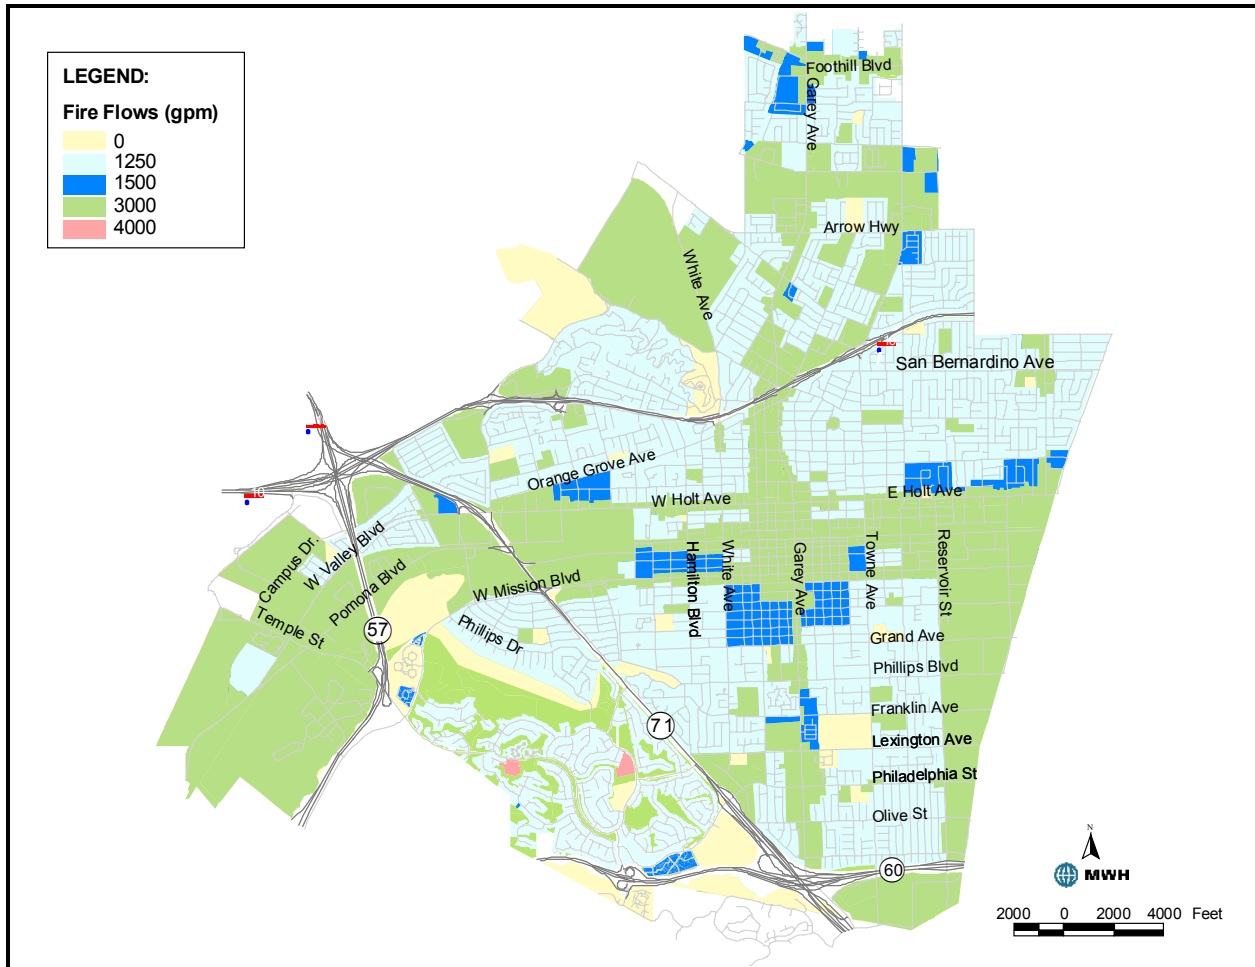 LEGEND:
Fire Flows (gpm)
0
1250
1500
3000
4000
Foothill Blvd
Garey Ave
Arrow Hwy
White Ave
San Bernardino Ave
Orange Grove Ave
W Holt Ave
E Holt Ave
10
Campus Dr.
W Valley Blvd
Pomona Blvd
Temple St
57
W Mission Blvd
Phillips Dr
Hamilton Blvd
White Ave
Garey Ave
Towne Ave
Reservoir St
Grand Ave
Phillips Blvd
Franklin Ave
71
Lexington Ave
Philadelphia St
Olive St
60
N
MWH
2000 0 2000 4000 Feet